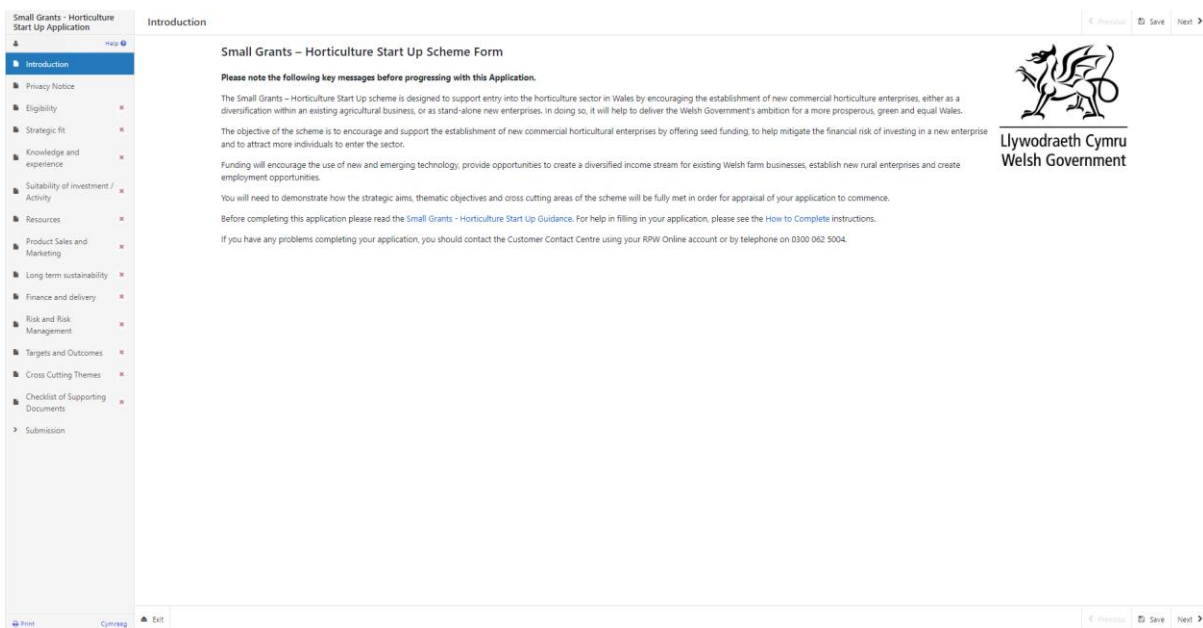 Small Grants - Horticulture
Start Up Application
Help
Introduction
Privacy Notice
Eligibility
Strategic fit
Knowledge and
experience
Suitability of investment /
Activity
Resources
Product Sales and
Marketing
Long term sustainability
Finance and delivery
Risk and Risk
Management
Targets and Outcomes
Cross Cutting Themes
Checklist of Supporting
Documents
Submission
Print
Cymraeg
Introduction
Previous
Save
Next
Small Grants – Horticulture Start Up Scheme Form
Please note the following key messages before progressing with this Application.
The Small Grants – Horticulture Start Up scheme is designed to support entry into the horticulture sector in Wales by encouraging the establishment of new commercial horticulture enterprises, either as a
diversification within an existing agricultural business, or as stand-alone new enterprises. In doing so, it will help to deliver the Welsh Government's ambition for a more prosperous, green and equal Wales.
The objective of the scheme is to encourage and support the establishment of new commercial horticultural enterprises by offering seed funding, to help mitigate the financial risk of investing in a new enterprise
and to attract more individuals to enter the sector.
Funding will encourage the use of new and emerging technology, provide opportunities to create a diversified income stream for existing Welsh farm businesses, establish new rural enterprises and create
employment opportunities.
You will need to demonstrate how the strategic aims, thematic objectives and cross cutting areas of the scheme will be fully met in order for appraisal of your application to commence.
Before completing this application please read the Small Grants - Horticulture Start Up Guidance. For help in filling in your application, please see the How to Complete instructions.
If you have any problems completing your application, you should contact the Customer Contact Centre using your RPW Online account or by telephone on 0300 062 5004.
Llywodraeth Cymru
Welsh Government
Exit
Previous
Save
Next